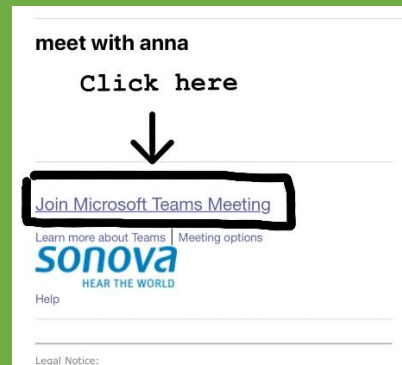 meet with anna
Click here
Join Microsoft Teams Meeting
Learn more about Teams | Meeting options
sonova
HEAR THE WORLD
Help
Legal Notice: